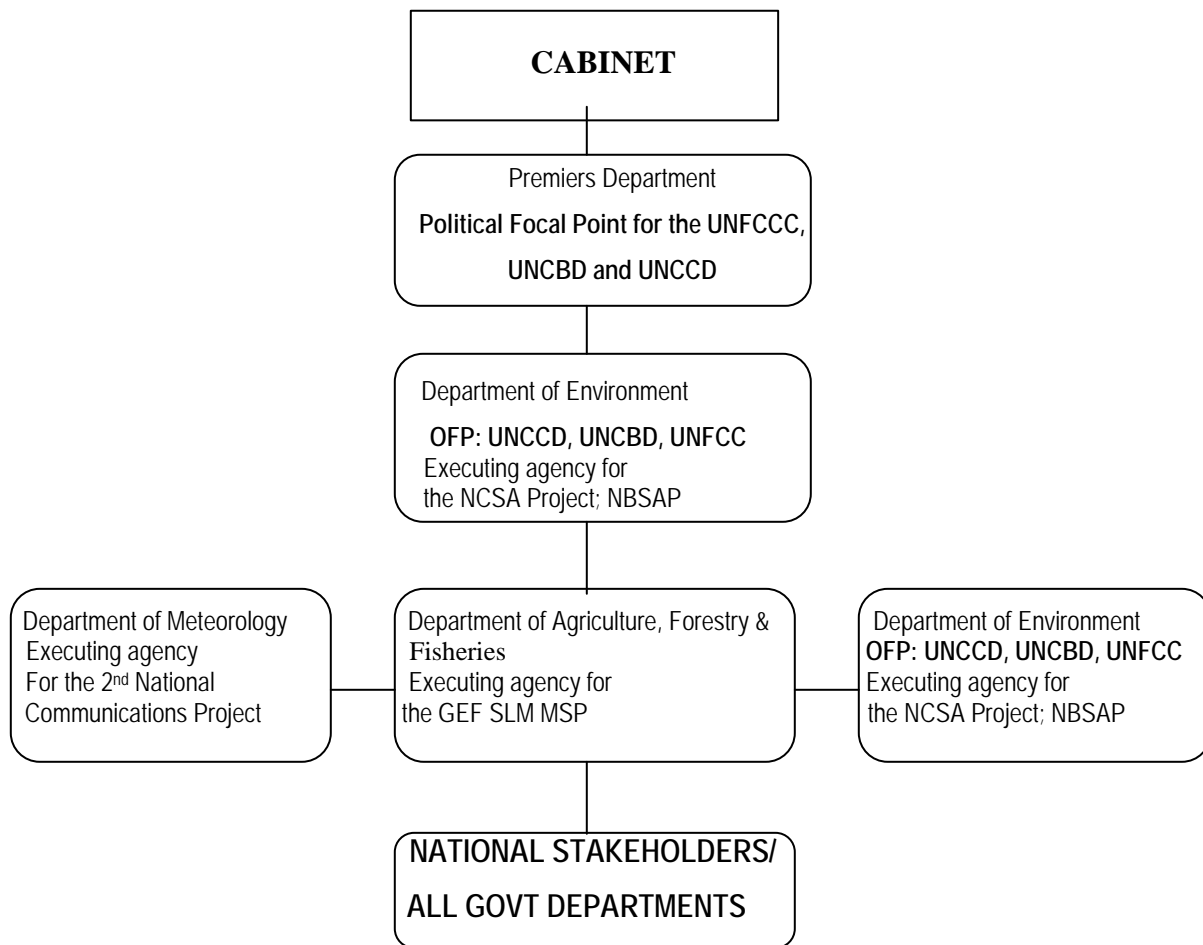 CABINET
Premiers Department
Political Focal Point for the UNFCCC,
UNCBD and UNCCD
Department of Environment
OFP: UNCCD, UNCBD, UNFCC
Executing agency for
the NCSA Project; NBSAP
Department of Meteorology
Executing agency
For the 2nd National
Communications Project
Department of Agriculture, Forestry &
Fisheries
Executing agency for
the GEF SLM MSP
Department of Environment
OFP: UNCCD, UNCBD, UNFCC
Executing agency for
the NCSA Project; NBSAP
NATIONAL STAKEHOLDERS/
ALL GOVT DEPARTMENTS